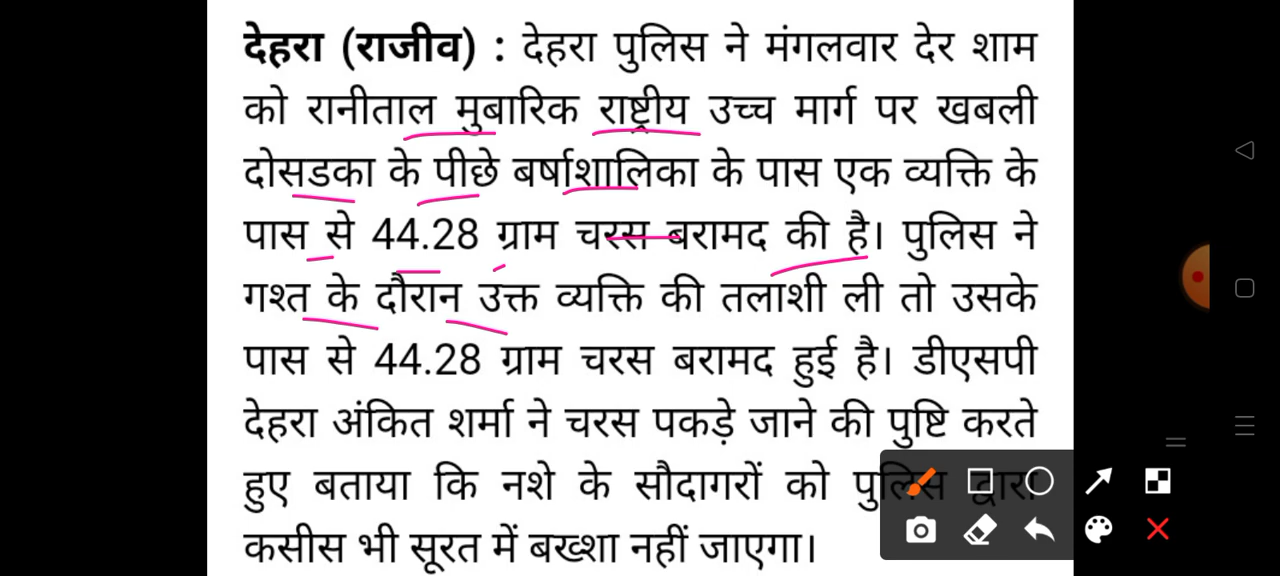 देहरा (राजीव) : देहरा पुलिस ने मंगलवार देर शाम
को रानीताल मुबारिक राष्ट्रीय उच्च मार्ग पर खबली
दोसडका के पीछे बर्षाशालिका के पास एक व्यक्ति के
पास से 44.28 ग्राम चरस बरामद की है। पुलिस ने
गश्त के दौरान उक्त व्यक्ति की तलाशी ली तो उसके
पास से 44.28 ग्राम चरस बरामद हुई है। डीएसपी
देहरा अंकित शर्मा ने चरस पकड़े जाने की पुष्टि करते
हुए बताया कि नशे के सौदागरों को पुलिस द्वारा
कसीस भी सूरत में बख्शा नहीं जाएगा।